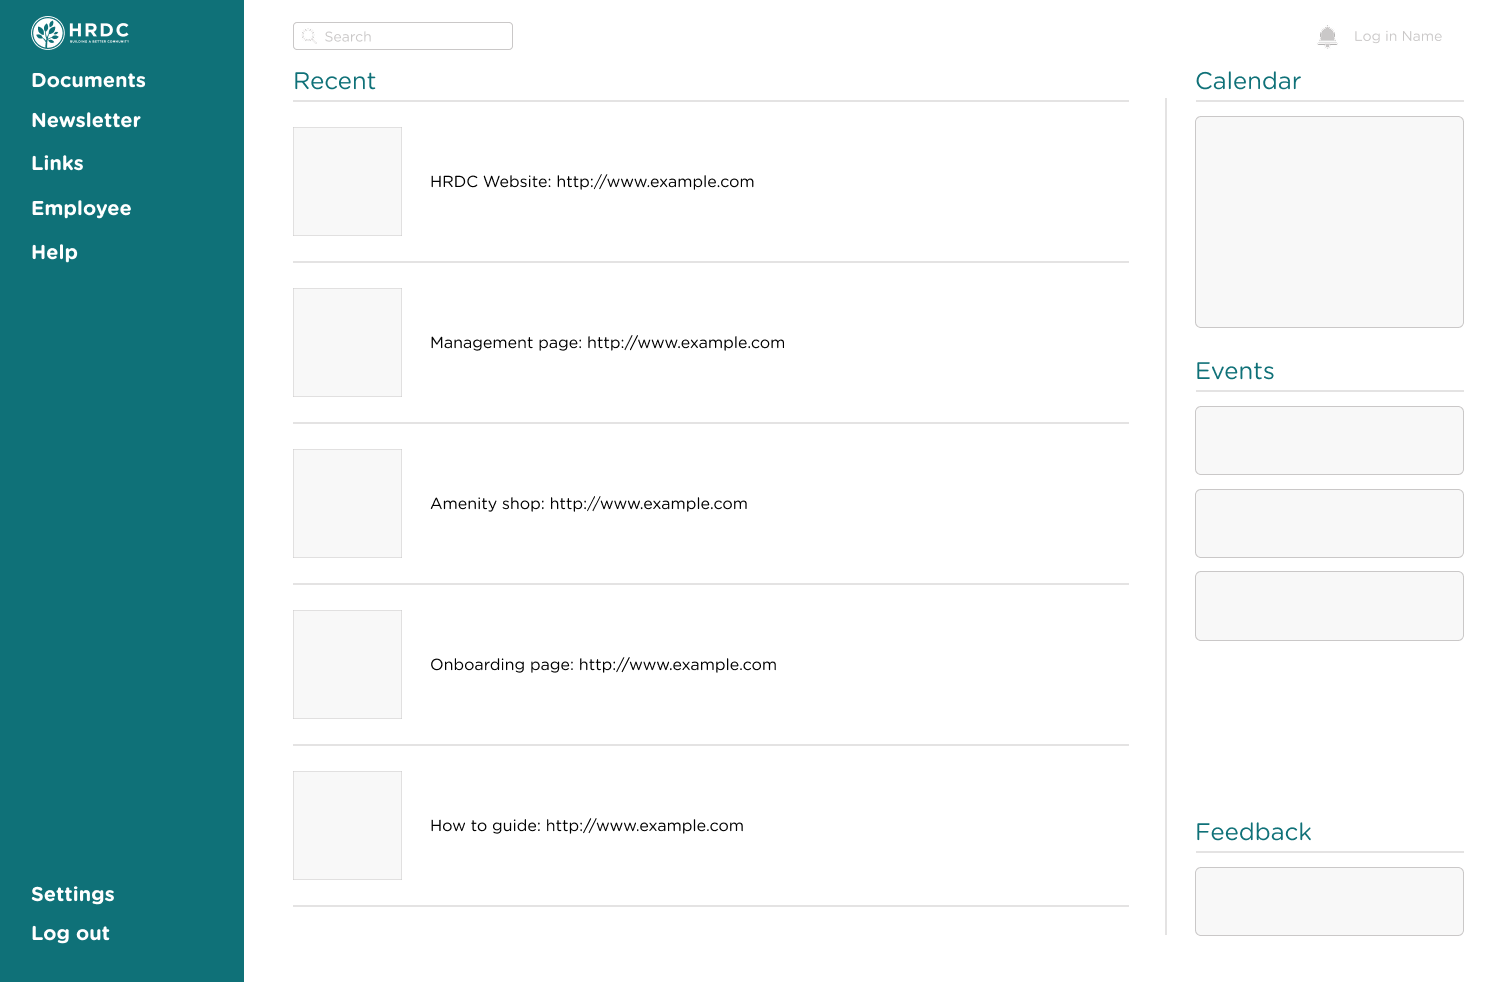 HRDC
BUILDING A BETTER COMMUNITY
Documents
Newsletter
Links
Employee
Help
Settings
Log out
Search
Log in Name
Recent
HRDC Website: http://www.example.com
Management page: http://www.example.com
Amenity shop: http://www.example.com
Onboarding page: http://www.example.com
How to guide: http://www.example.com
Calendar
Events
Feedback